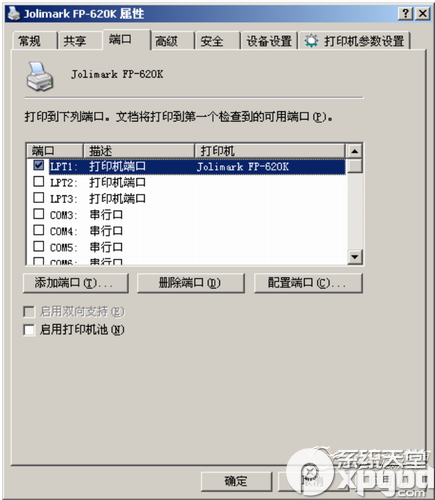 Jolimark FP-620K 属性
常规 共享 端口 高级 安全 设备设置 打印机参数设置
Jolimark FP-620K
打印到下列端口。文档将打印到第一个检查到的可用端口(P)。
端口 描述 打印机
LPT1: 打印机端口 Jolimark FP-620K
LPT2: 打印机端口
LPT3: 打印机端口
COM3: 串行口
COM4: 串行口
COM5: 串行口
COM6: 串行口
添加端口(T)... 删除端口(D) 配置端口(C)...
启用双向支持(E)
启用打印机池(N)
确定
系统天堂